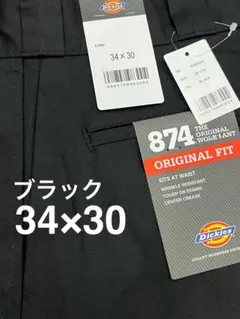 Dickies
34×30
874 THE
ORIGINAL
WORK PANT
ORIGINAL FIT
SITS AT WAIST
WRINKLE RESISTANT
TOUGH ON STAINS
CENTER CREASE
Dickies
ブラック
34×30